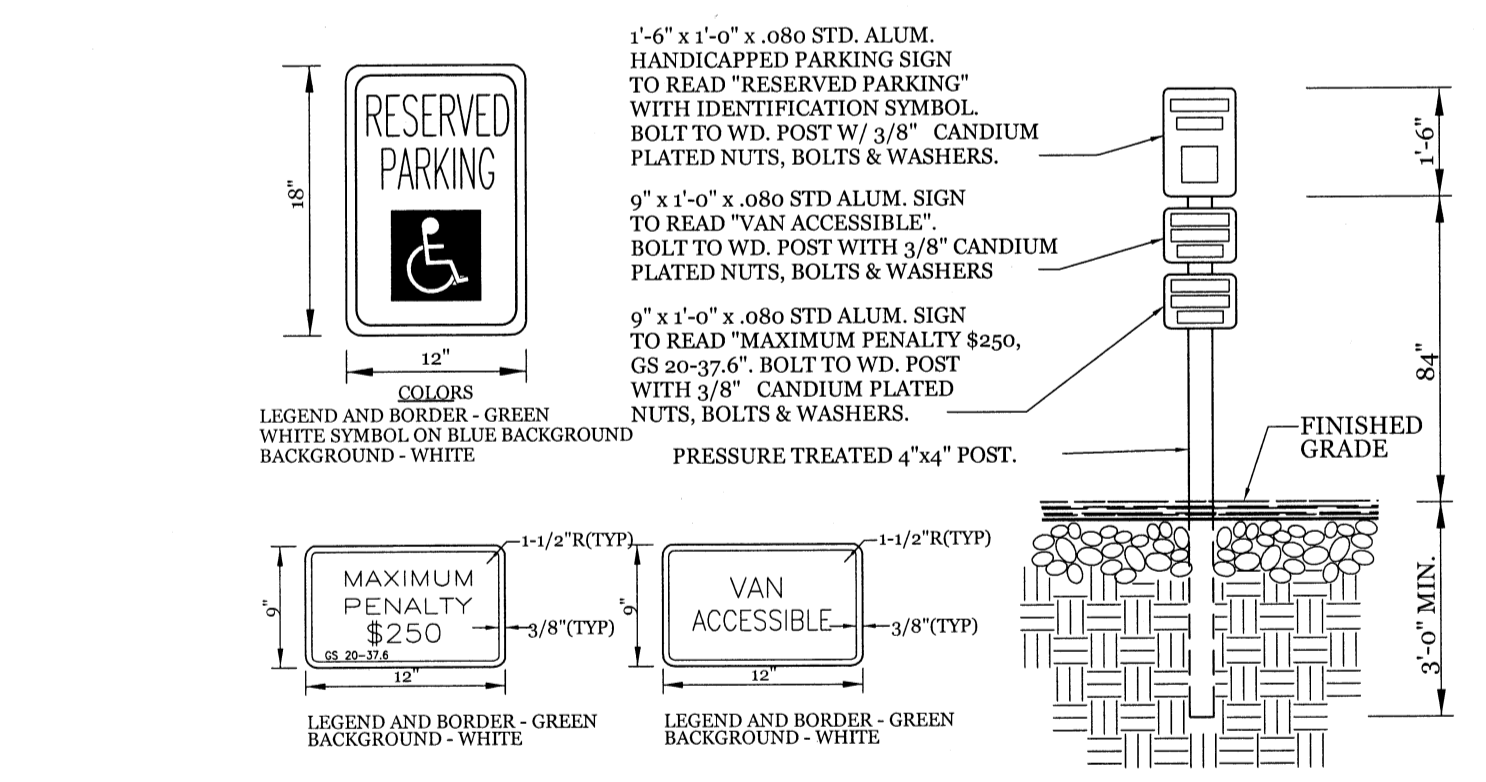 RESERVED
PARKING
18"
12"
COLORS
LEGEND AND BORDER - GREEN
WHITE SYMBOL ON BLUE BACKGROUND
BACKGROUND - WHITE
1'-6" x 1'-0" x .080 STD. ALUM.
HANDICAPPED PARKING SIGN
TO READ "RESERVED PARKING"
WITH IDENTIFICATION SYMBOL.
BOLT TO WD. POST W/ 3/8" CANDIUM
PLATED NUTS, BOLTS & WASHERS.
9" x 1'-0" x .080 STD ALUM. SIGN
TO READ "VAN ACCESSIBLE".
BOLT TO WD. POST WITH 3/8" CANDIUM
PLATED NUTS, BOLTS & WASHERS
9" x 1'-0" x .080 STD ALUM. SIGN
TO READ "MAXIMUM PENALTY $250,
GS 20-37.6". BOLT TO WD. POST
WITH 3/8" CANDIUM PLATED
NUTS, BOLTS & WASHERS.
PRESSURE TREATED 4"x4" POST.
1'-6"
84"
FINISHED
GRADE
3'-0" MIN.
1-1/2"R(TYP)
MAXIMUM
PENALTY
$250
GS 20-37.6
9"
3/8"(TYP)
12"
LEGEND AND BORDER - GREEN
BACKGROUND - WHITE
1-1/2"R(TYP)
VAN
ACCESSIBLE
9"
3/8"(TYP)
12"
LEGEND AND BORDER - GREEN
BACKGROUND - WHITE